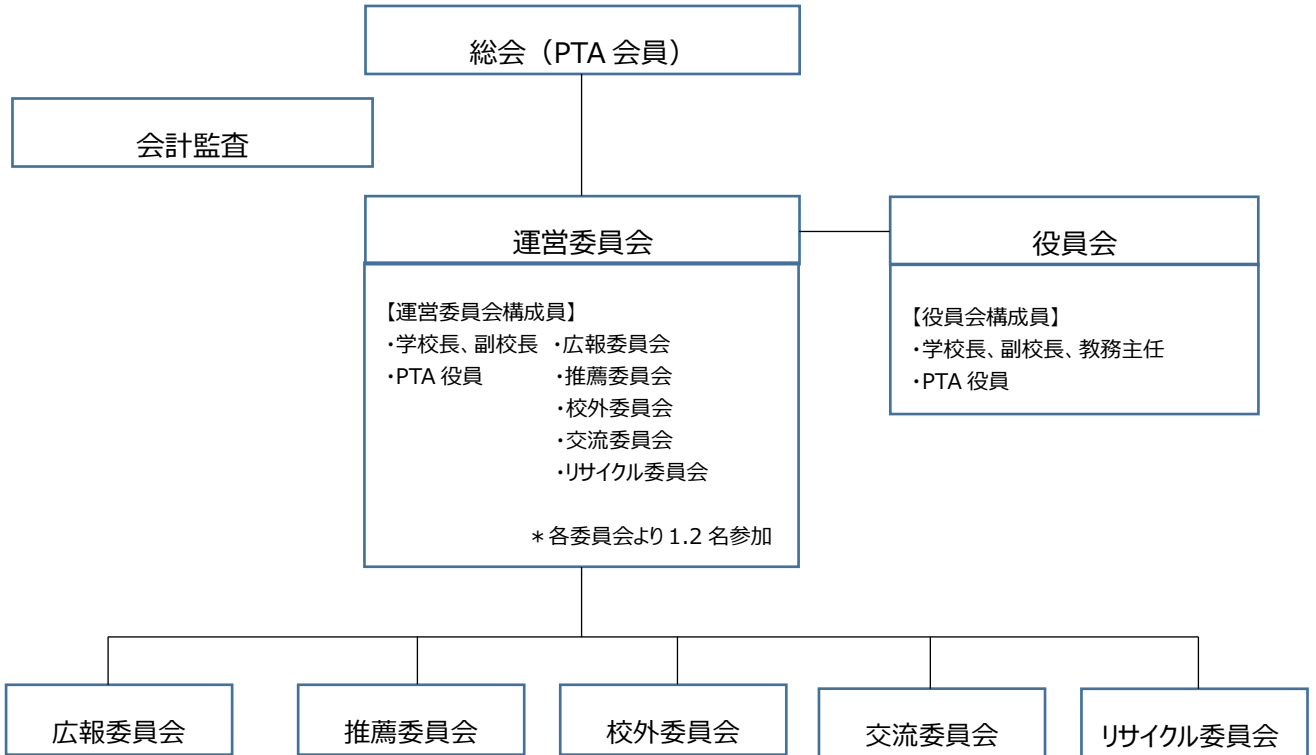 総会（PTA 会員）
会計監査
運営委員会
役員会
【運営委員会構成員】
・学校長、副校長 ・広報委員会
・PTA 役員 ・推薦委員会
・校外委員会
・交流委員会
・リサイクル委員会
＊各委員会より 1.2 名参加
【役員会構成員】
・学校長、副校長、教務主任
・PTA 役員
広報委員会
推薦委員会
校外委員会
交流委員会
リサイクル委員会